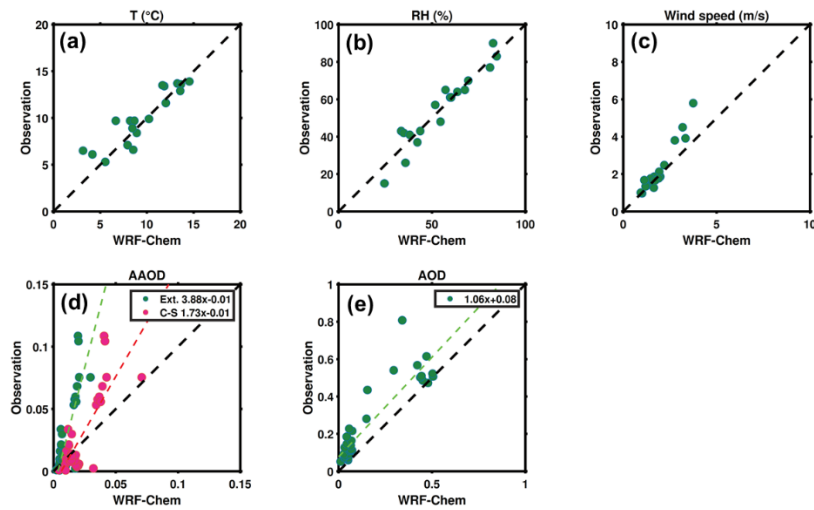 T (°C)
(a)
20
15
10
5
0
Observation
0 5 10 15 20
WRF-Chem
RH (%)
(b)
100
80
60
40
20
0
Observation
0 50 100
WRF-Chem
Wind speed (m/s)
(c)
10
8
6
4
2
0
Observation
0 5 10
WRF-Chem
AAOD
(d)
Ext. 3.88x-0.01
C-S 1.73x-0.01
0.15
0.1
0.05
0
Observation
0 0.05 0.1 0.15
WRF-Chem
AOD
(e)
1.06x+0.08
1
0.8
0.6
0.4
0.2
0
Observation
0 0.5 1
WRF-Chem